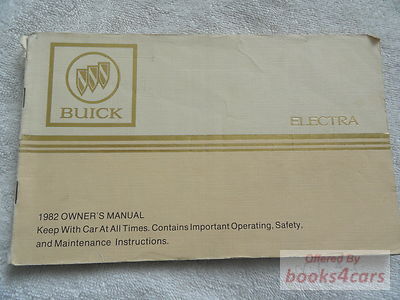 BUICK
ELECTRA
1982 OWNER'S MANUAL
Keep With Car At All Times. Contains Important Operating, Safety,
and Maintenance Instructions.
Offered By
books4cars